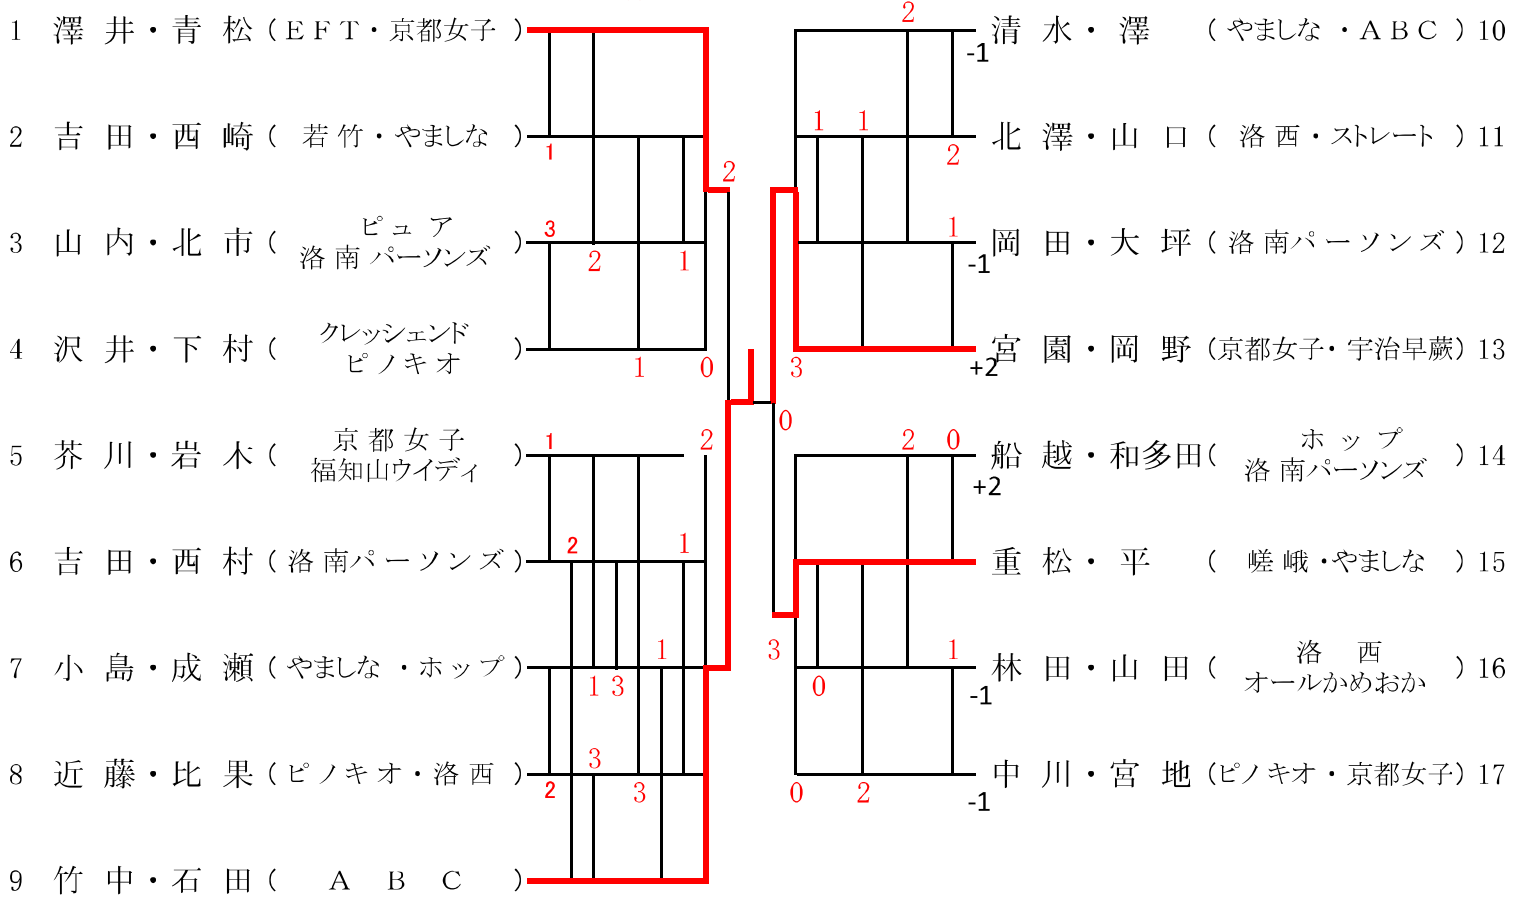 1 澤井・青松(EFT・京都女子)
2 吉田・西崎(若竹・やましな)
3 山内・北市(ピュア
洛南パーソンズ)
4 沢井・下村(クレッシェンド
ピノキオ)
5 芥川・岩木(京都女子
福知山ウイディ)
6 吉田・西村(洛南パーソンズ)
7 小島・成瀬(やましな・ホップ)
8 近藤・比果(ピノキオ・洛西)
9 竹中・石田(ABC)
1
3
2
1
1
0
2
1
2
2
1
1
1 3
3
2
3
2
清水・澤(やましな・ABC)10
-1
1 1
北澤・山口(洛西・ストレート)11
2
1
岡田・大坪(洛南パーソンズ)12
-1
宮園・岡野(京都女子・宇治早蕨)13
+2
3
0
2 0
船越・和多田(ホップ
洛南パーソンズ)14
+2
重松・平(嵯峨・やましな)15
3
1
林田・山田(洛西
オールかめおか)16
0
-1
中川・宮地(ピノキオ・京都女子)17
0 2
-1